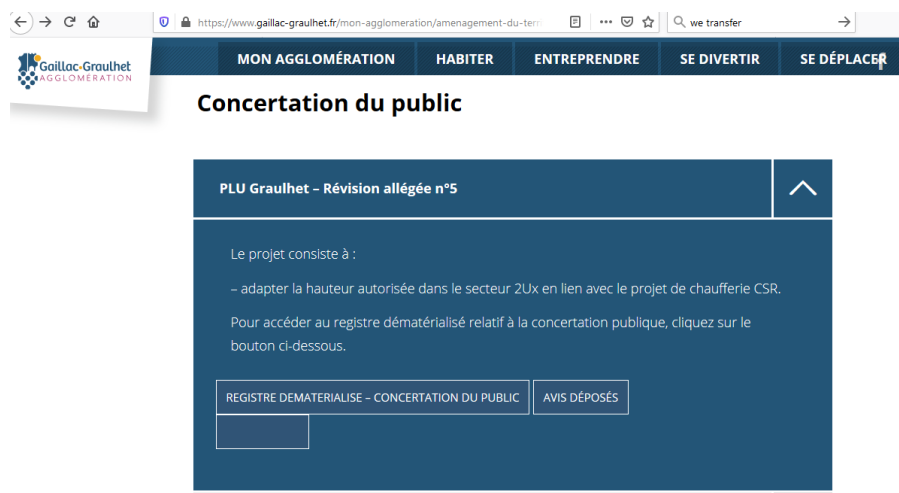 https://www.gaillac-graulhet.fr/mon-agglomeration/amenagement-du-terri
we transfer
Gaillac-Graulhet
AGGLOMÉRATION
MON AGGLOMÉRATION HABITER ENTREPRENDRE SE DIVERTIR SE DÉPLACER
Concertation du public
PLU Graulhet – Révision allégée n°5
Le projet consiste à :
– adapter la hauteur autorisée dans le secteur 2Ux en lien avec le projet de chaufferie CSR.
Pour accéder au registre dématérialisé relatif à la concertation publique, cliquez sur le
bouton ci-dessous.
REGISTRE DEMATERIALISE – CONCERTATION DU PUBLIC AVIS DÉPOSÉS